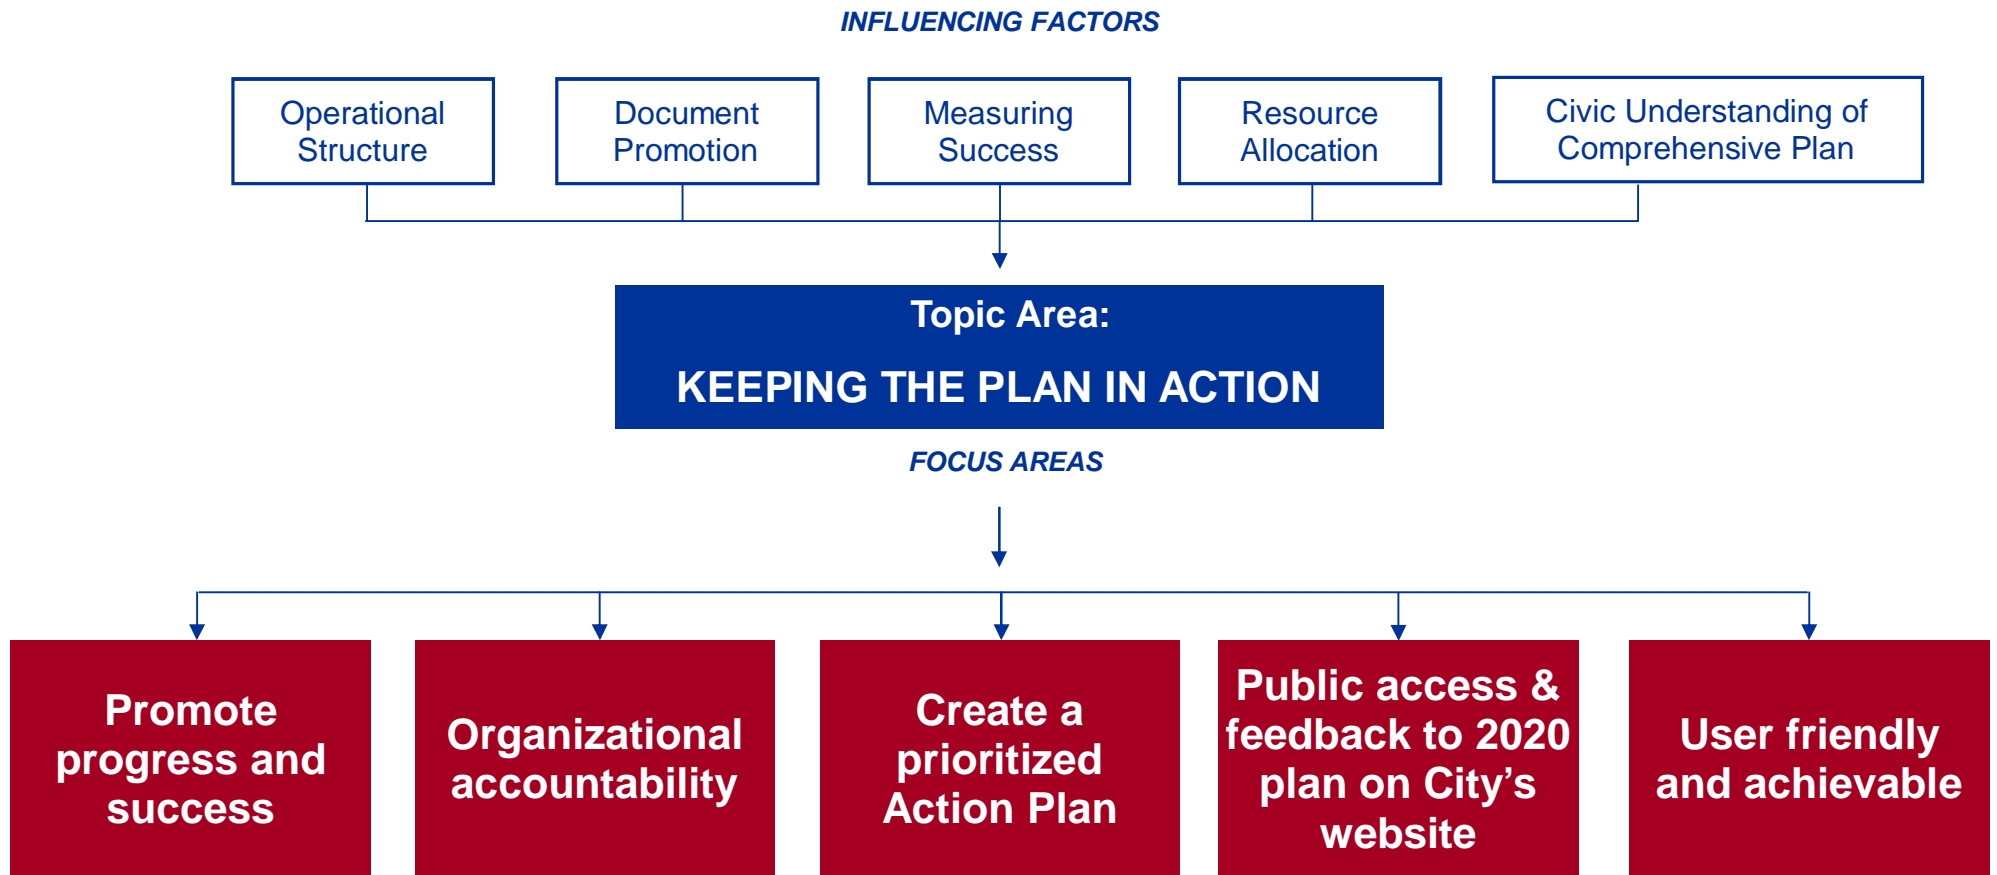 INFLUENCING FACTORS
Operational
Structure
Document
Promotion
Measuring
Success
Resource
Allocation
Civic Understanding of
Comprehensive Plan
Topic Area:
KEEPING THE PLAN IN ACTION
FOCUS AREAS
Promote
progress and
success
Organizational
accountability
Create a
prioritized
Action Plan
Public access &
feedback to 2020
plan on City’s
website
User friendly
and achievable